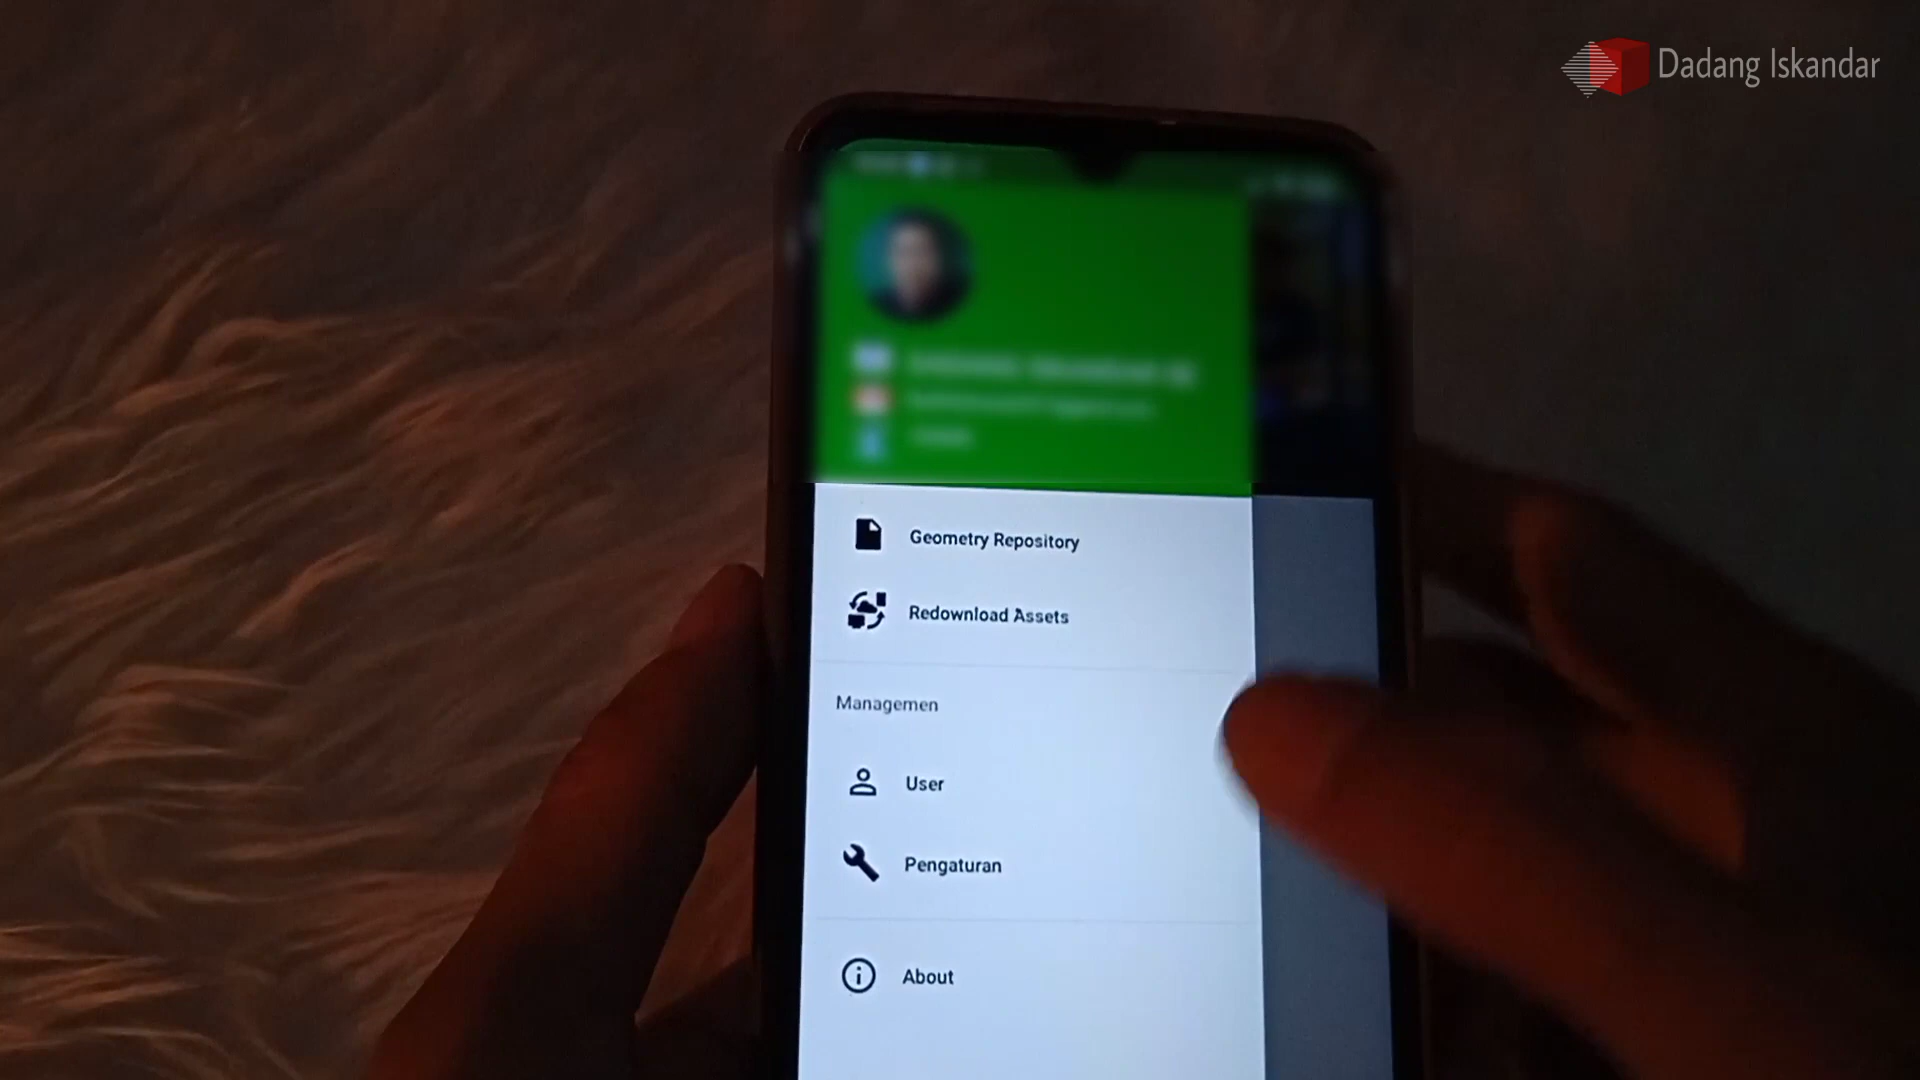 Dadang Iskandar
Geometry Repository
Redownload Assets
Managemen
User
Pengaturan
About